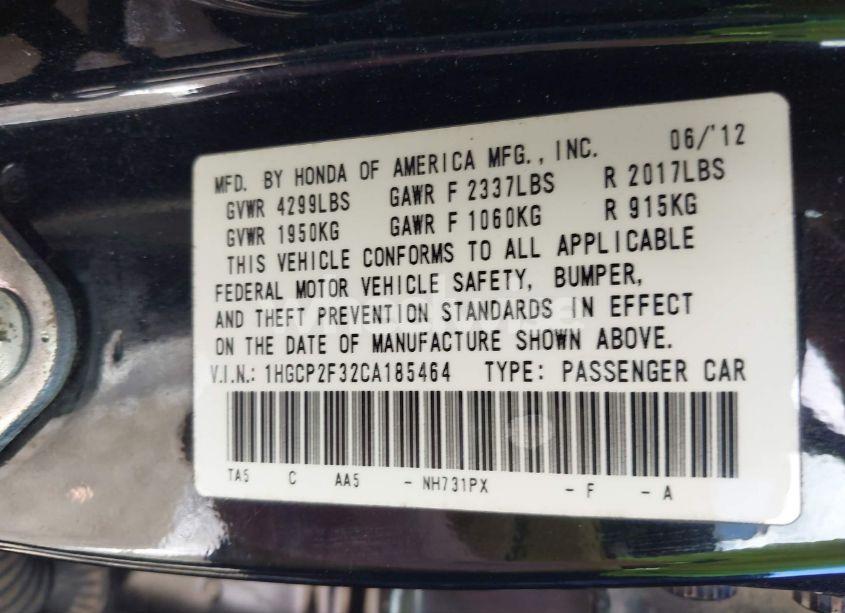 MFD. BY HONDA OF AMERICA MFG., INC. 06/'12
GVWR 4299LBS GAWR F 2337LBS R 2017LBS
GVWR 1950KG GAWR F 1060KG R 915KG
THIS VEHICLE CONFORMS TO ALL APPLICABLE
FEDERAL MOTOR VEHICLE SAFETY, BUMPER,
AND THEFT PREVENTION STANDARDS IN EFFECT
ON THE DATE OF MANUFACTURE SHOWN ABOVE.
V.I.N.: 1HGCP2F32CA185464 TYPE: PASSENGER CAR
TA5 C AA5 - NH731PX - F - A